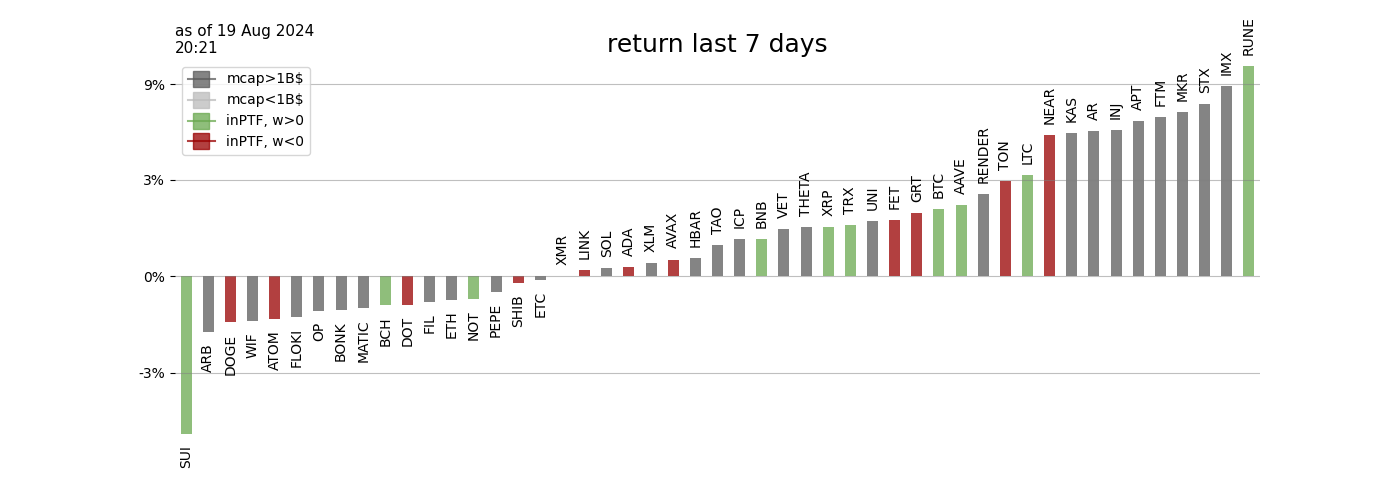 as of 19 Aug 2024
20:21
return last 7 days
mcap>1B$
mcap<1B$
inPTF, w>0
inPTF, w<0
9%
3%
0%
-3%
SUI
ARB
DOGE
WIF
ATOM
FLOKI
OP
BONK
MATIC
BCH
DOT
FIL
ETH
NOT
PEPE
SHIB
ETC
XMR
LINK
SOL
ADA
XLM
AVAX
HBAR
TAO
ICP
BNB
VET
THETA
XRP
TRX
UNI
FET
GRT
BTC
AAVE
RENDER
TON
LTC
NEAR
KAS
AR
INJ
APT
FTM
MKR
STX
IMX
RUNE